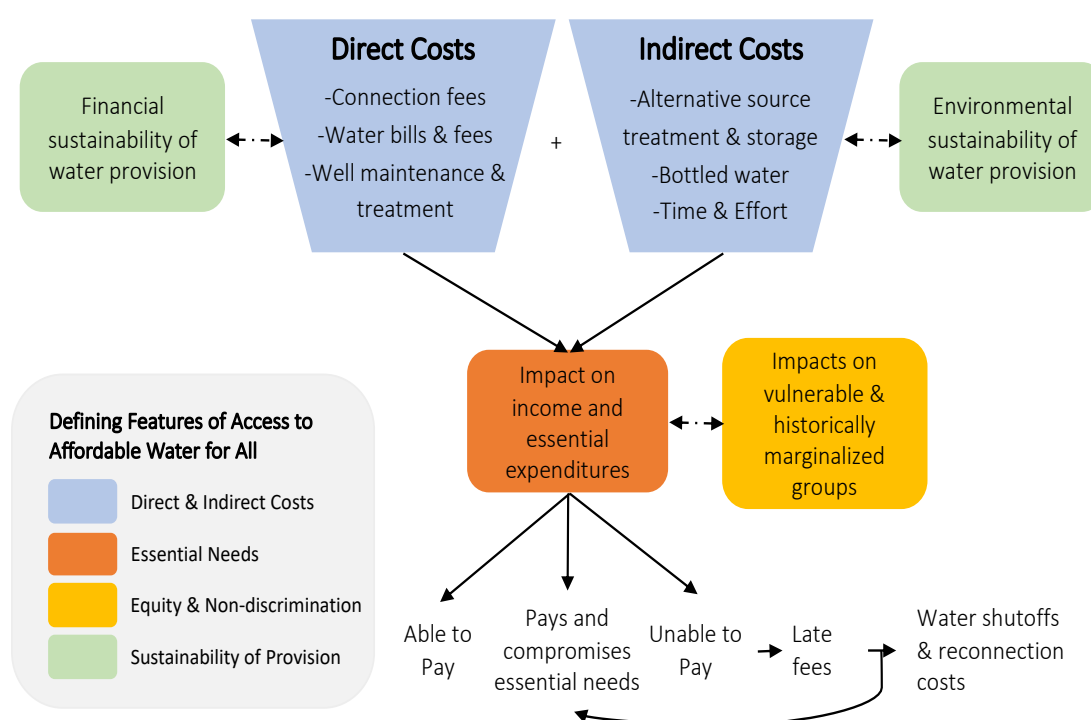 Direct Costs
-Connection fees
-Water bills & fees
-Well maintenance &
treatment
+
Indirect Costs
-Alternative source
treatment & storage
-Bottled water
-Time & Effort
Financial
sustainability of
water provision
Environmental
sustainability of
water provision
Impact on
income and
essential
expenditures
Impacts on
vulnerable &
historically
marginalized
groups
Defining Features of Access to
Affordable Water for All
Direct & Indirect Costs
Essential Needs
Equity & Non-discrimination
Sustainability of Provision
Able to
Pay
Pays and
compromises
essential needs
Unable to
Pay
Late
fees
Water shutoffs
& reconnection
costs